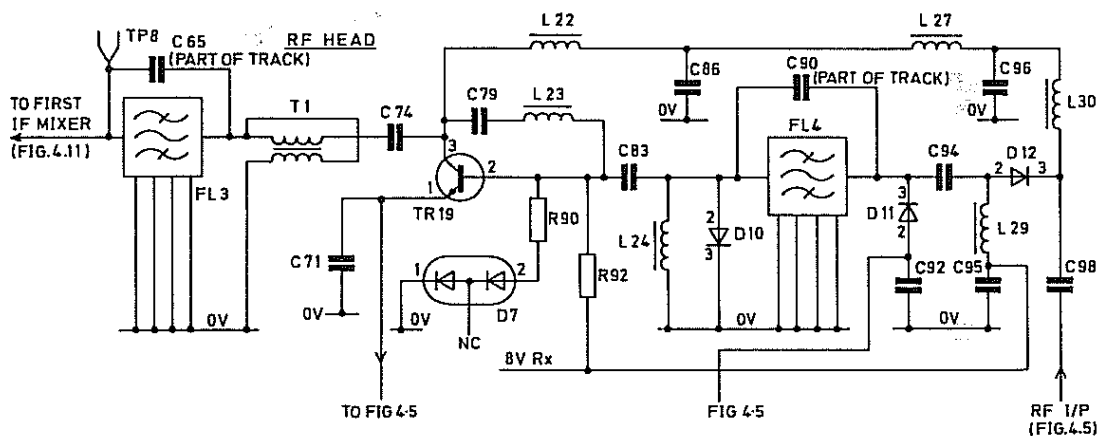 TP8
C65
(PART OF TRACK)
RF HEAD
L22
L27
C86
0V
C90
(PART OF TRACK)
C96
0V
L30
TO FIRST
IF MIXER
(FIG.4.11)
T1
C74
C79
L23
3
FL3
FL4
C83
C94
D12
2
3
1
2
TR19
R90
R92
L24
2
3
D10
3
D11
2
L29
C71
0V
1
2
D7
0V
NC
C92
C95
C98
0V
0V
0V
8V Rx
TO FIG 4·5
FIG 4·5
RF I/P
(FIG.4.5)